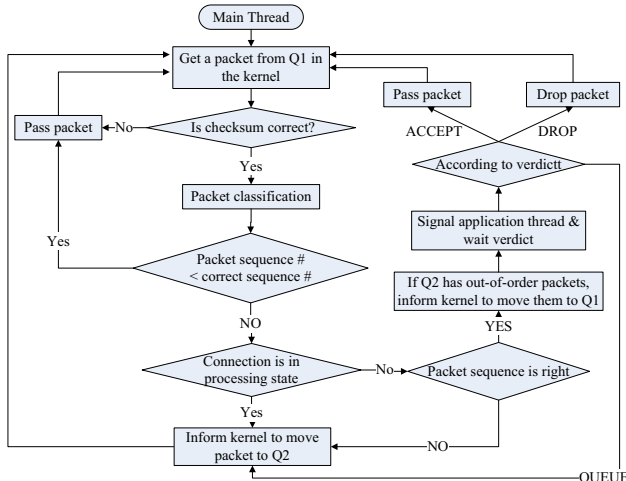 Main Thread
Get a packet from Q1 in
the kernel
Pass packet
Drop packet
Pass packet
No
Is checksum correct?
ACCEPT
DROP
According to verdictt
Yes
Packet classification
Signal application thread &
wait verdict
Yes
Packet sequence #
< correct sequence #
If Q2 has out-of-order packets,
inform kernel to move them to Q1
NO
YES
Connection is in
processing state
No
Packet sequence is right
Yes
Inform kernel to move
packet to Q2
NO
QUEUE